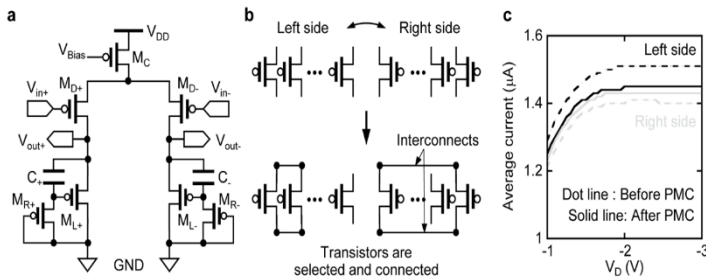 a
V_DD
V_Bias
M_C
M_D+
M_D-
V_in+
V_in-
V_out+
V_out-
C_+
C_-
M_R+
M_L+
M_L-
M_R-
GND
b
Left side
Right side
Interconnects
Transistors are
selected and connected
c
Average current (μA)
1.6
1.4
1.2
1
Left side
Right side
Dot line : Before PMC
Solid line: After PMC
-1
-2
-3
V_D (V)